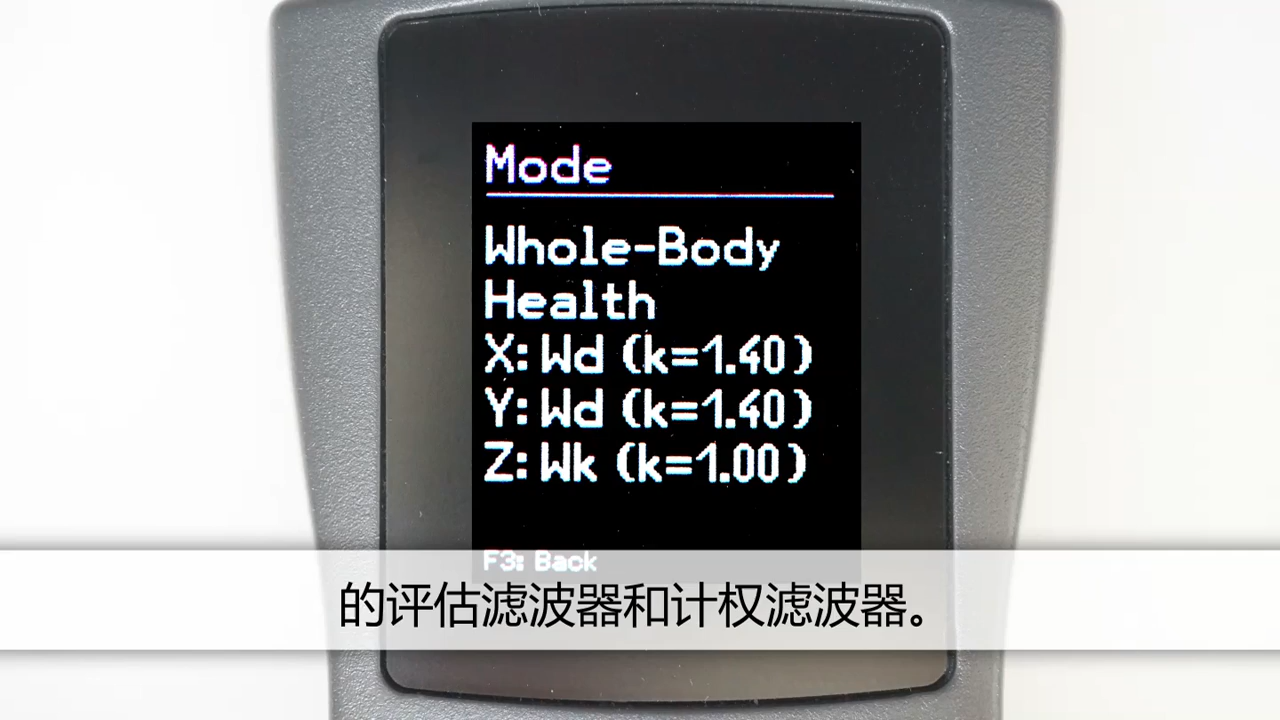 Mode
Whole-Body
Health
X: Wd (k=1.40)
Y: Wd (k=1.40)
Z: Wk (k=1.00)
F3: Back
的评估滤波器和计权滤波器。